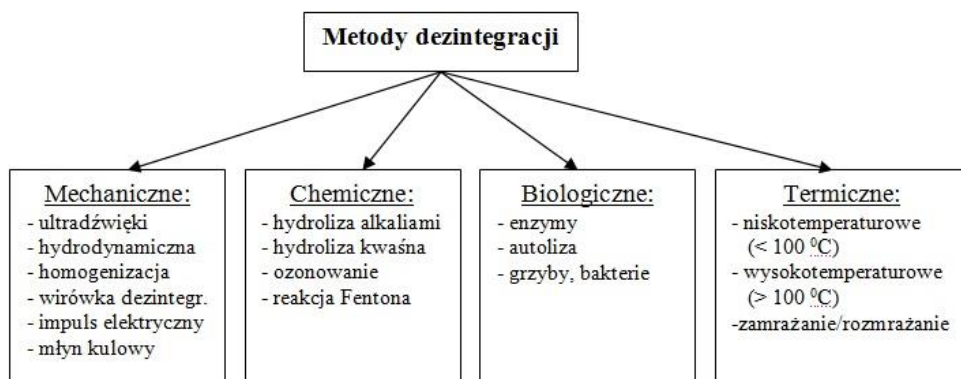 Metody dezintegracji
Mechaniczne:
- ultradźwięki
- hydrodynamiczna
- homogenizacja
- wirówka dezintegr.
- impuls elektryczny
- młyn kulowy
Chemiczne:
- hydroliza alkaliami
- hydroliza kwaśna
- ozonowanie
- reakcja Fentona
Biologiczne:
- enzymy
- autoliza
- grzyby, bakterie
Termiczne:
- niskotemperaturowe
(< 100 ⁰C)
- wysokotemperaturowe
(> 100 ⁰C)
-zamrażanie/rozmrażanie